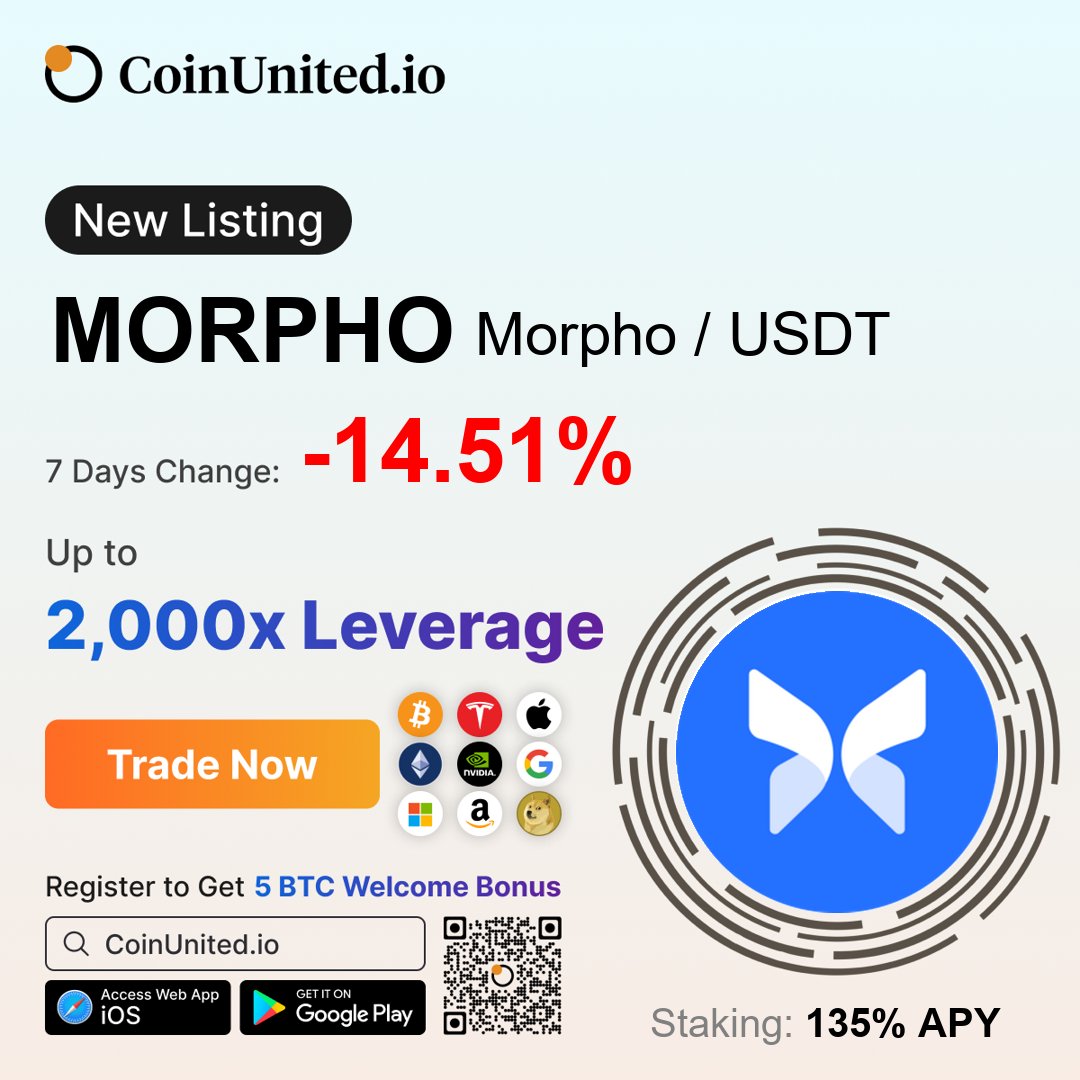 CoinUnited.io
New Listing
MORPHO Morpho / USDT
7 Days Change: -14.51%
Up to
2,000x Leverage
Trade Now
NVIDIA.
a
Register to Get 5 BTC Welcome Bonus
CoinUnited.io
Access Web App
iOS
GET IT ON
Google Play
Staking: 135% APY